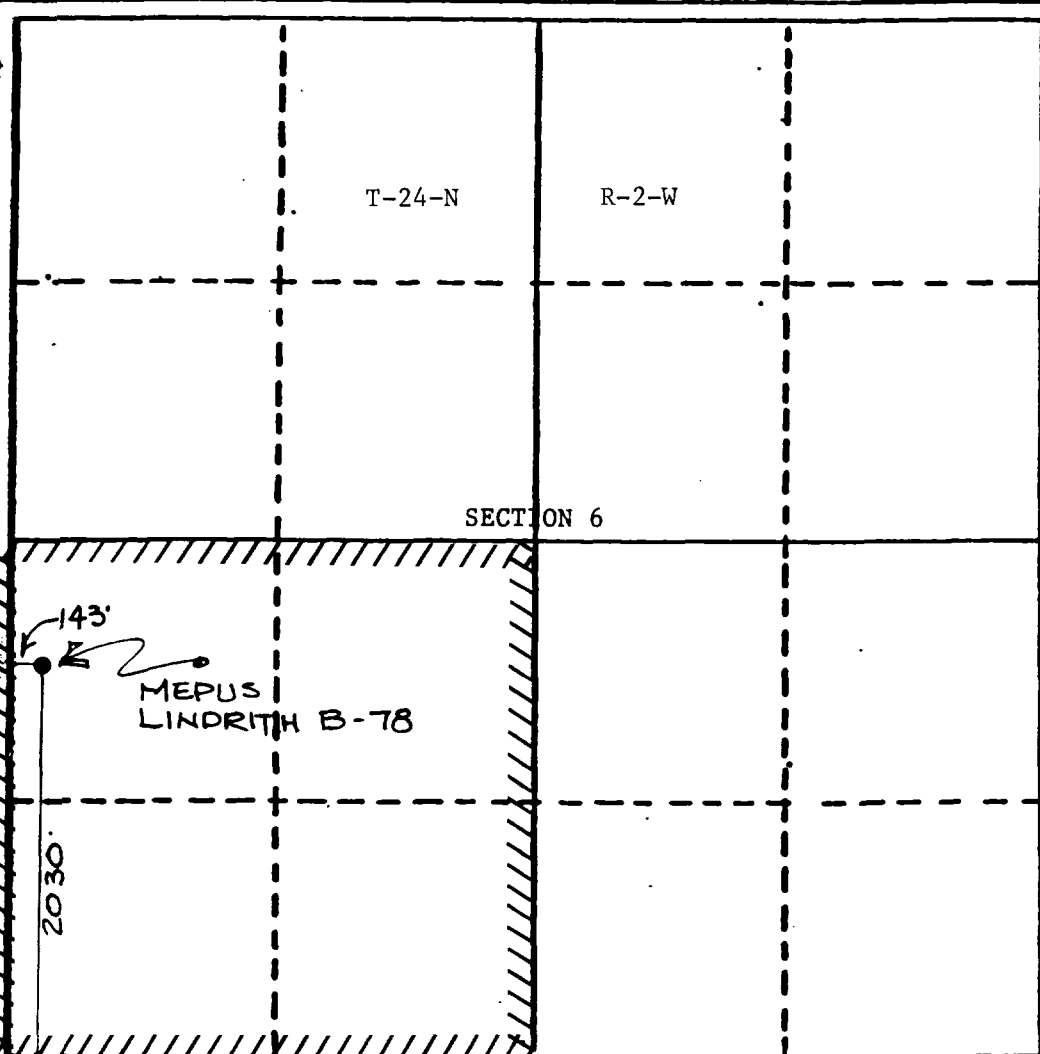 T-24-N R-2-W
SECTION 6
143'
MEPUS
LINDRITH B-78
2030'